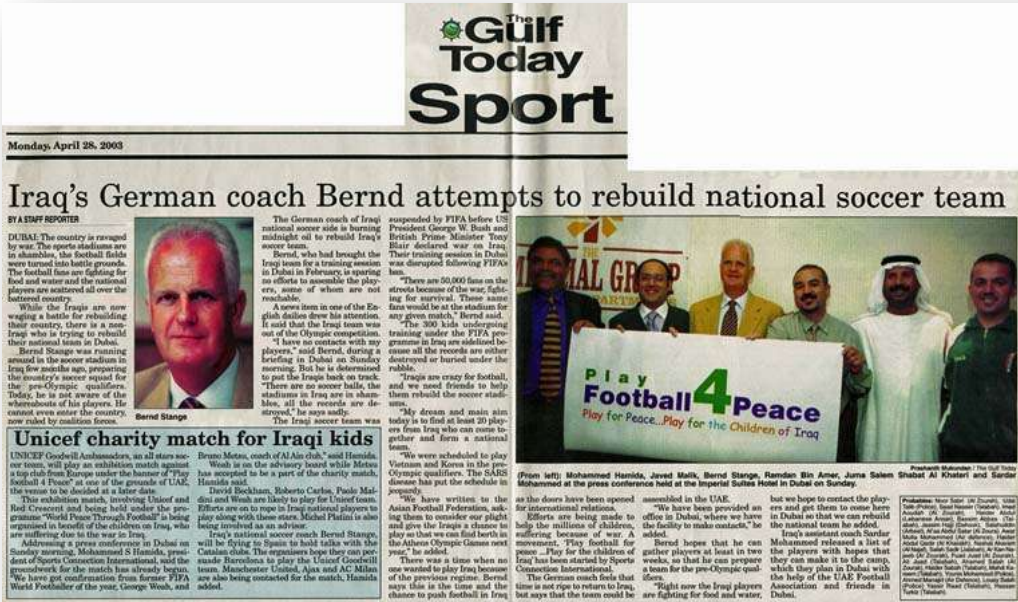 The
Gulf
Today
Sport
Monday, April 28, 2003
Iraq's German coach Bernd attempts to rebuild national soccer team
BY A STAFF REPORTER
DUBAI: The country is ravaged
by war. The sports stadiums are
in shambles, the football fields
were turned into battle grounds.
The football fans are fighting for
food and water and the national
players are scattered all over the
battered country.
While the Iraqis are now
waging a battle for rebuilding
their country, there is a non-
Iraqi who is trying to rebuild
their national team in Dubai.
Bernd Stange was running
around in the soccer stadium in
Iraq few months ago, preparing
the country's soccer squad for
the pre-Olympic qualifiers.
Today, he is not aware of the
whereabouts of his players. He
cannot even enter the country,
now ruled by coalition forces.
Bernd Stange
The German coach of Iraqi
national soccer side is burning
midnight oil to rebuild Iraq's
soccer team.
Bernd, who had brought the
Iraqi team for a training session
in Dubai in February, is sparing
no efforts to assemble the play-
ers, some of whom are not
reachable.
A news item in one of the En-
glish dailies drew his attention.
It said that the Iraqi team was
out of the Olympic competition.
"I have no contacts with my
players," said Bernd, during a
briefing in Dubai on Sunday
morning. But he is determined
to put the Iraqis back on track.
"There are no soccer balls, the
stadiums in Iraq are in sham-
bles, all the records are de-
stroyed," he says sadly.
The Iraqi soccer team was
suspended by FIFA before US
President George W. Bush and
British Prime Minister Tony
Blair declared war on Iraq.
Their training session in Dubai
was disrupted following FIFA's
ban.
"There are 50,000 fans on the
streets because of the war, fight-
ing for survival. These same
fans would be at the stadium for
any given match," Bernd said.
"The 300 kids undergoing
training under the FIFA pro-
gramme in Iraq are sidelined be-
cause all the records are either
destroyed or buried under the
rubble.
"Iraqis are crazy for football,
and we need friends to help
them rebuild the soccer stadi-
ums.
"My dream and main aim
today is to find at least 20 play-
ers from Iraq who can come to-
gether and form a national
team.
"We were scheduled to play
Vietnam and Korea in the pre-
Olympic qualifiers. The SARS
disease has put the schedule in
jeopardy.
"We have written to the
Asian Football Federation, ask-
ing them to consider our plight
and give the Iraqis a chance to
play so that we can find berth in
the Athens Olympic Games next
year," he added.
There was a time when no
one wanted to play Iraq because
of the previous regime. Bernd
says this is the time and the
chance to push football in Iraq
GROUP
Play
Football 4 Peace
Play for Peace...Play for the Children of Iraq
Prashanth Mukundan / The Gulf Today
(From left): Mohammed Hamida, Javed Malik, Bernd Stange, Ramdan Bin Amer, Juma Salem Shabat Al Khateri and Sardar
Mohammed at the press conference held at the Imperial Suites Hotel in Dubai on Sunday.
as the doors have been opened
for international relations.
Efforts are being made to
help the millions of children,
suffering because of war. A
movement, 'Play football for
peace ...Play for the children of
Iraq' has been started by Sports
Connection International.
The German coach feels that
time is not ripe to return to Iraq,
but says that the team could be
assembled in the UAE.
"We have been provided an
office in Dubai, where we have
the facility to make contacts," he
added.
Bernd hopes that he can
gather players at least in two
weeks, so that he can prepare
a team for the pre-Olympic qual-
ifiers.
"Right now the Iraqi players
are fighting for food and water,
but we hope to contact the play-
ers and get them to come here
in Dubai so that we can rebuild
the national team he added.
Iraq's assistant coach Sardar
Mohammed released a list of
the players with hopes that
they can make it to the camp,
which they plan in Dubai with
the help of the UAE Football
Association and friends in
Dubai.
Unicef charity match for Iraqi kids
UNICEF Goodwill Ambassadors, an all stars soc-
cer team, will play an exhibition match against
a top club from Europe under the banner of "Play
football 4 Peace" at one of the grounds of UAE,
the venue to be decided at a later date.
This exhibition match, involving Unicef and
Red Crescent and being held under the pro-
gramme "World Peace Through Football" is being
organised in benefit of the children on Iraq, who
are suffering due to the war in Iraq.
Addressing a press conference in Dubai on
Sunday morning, Mohammed S Hamida, presi-
dent of Sports Connection International, said the
groundwork for the match has already begun.
"We have got confirmation from former FIFA
World Footballer of the year, George Weah, and
Bruno Metsu, coach of Al Ain club," said Hamida.
Weah is on the advisory board while Metsu
has accepted to be a part of the charity match,
Hamida said.
David Beckham, Roberto Carlos, Paolo Mal-
dini and Weah are likely to play for Unicef team.
Efforts are on to rope in Iraqi national players to
play along with these stars. Michel Platini is also
being involved as an advisor.
Iraq's national soccer coach Bernd Stange,
will be flying to Spain to hold talks with the
Catalan clubs. The organisers hope they can per-
suade Barcelona to play the Unicef Goodwill
team. Manchester United, Ajax and AC Milan
are also being contacted for the match, Hamida
added.
Probables: